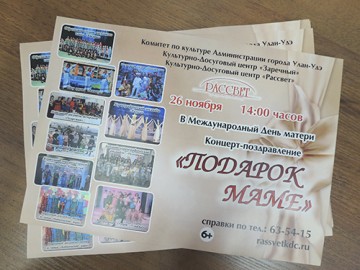 Комитет по культуре Администрации города Улан-Удэ
Культурно-Досуговый центр «Заречный»
Культурно-Досуговый центр «Рассвет»
РАССВЕТ
26 ноября 14:00 часов
В Международный День матери
Концерт-поздравление
«ПОДАРОК
МАМЕ»
справки по тел.: 63-54-15
rassvetkdc.ru
6+